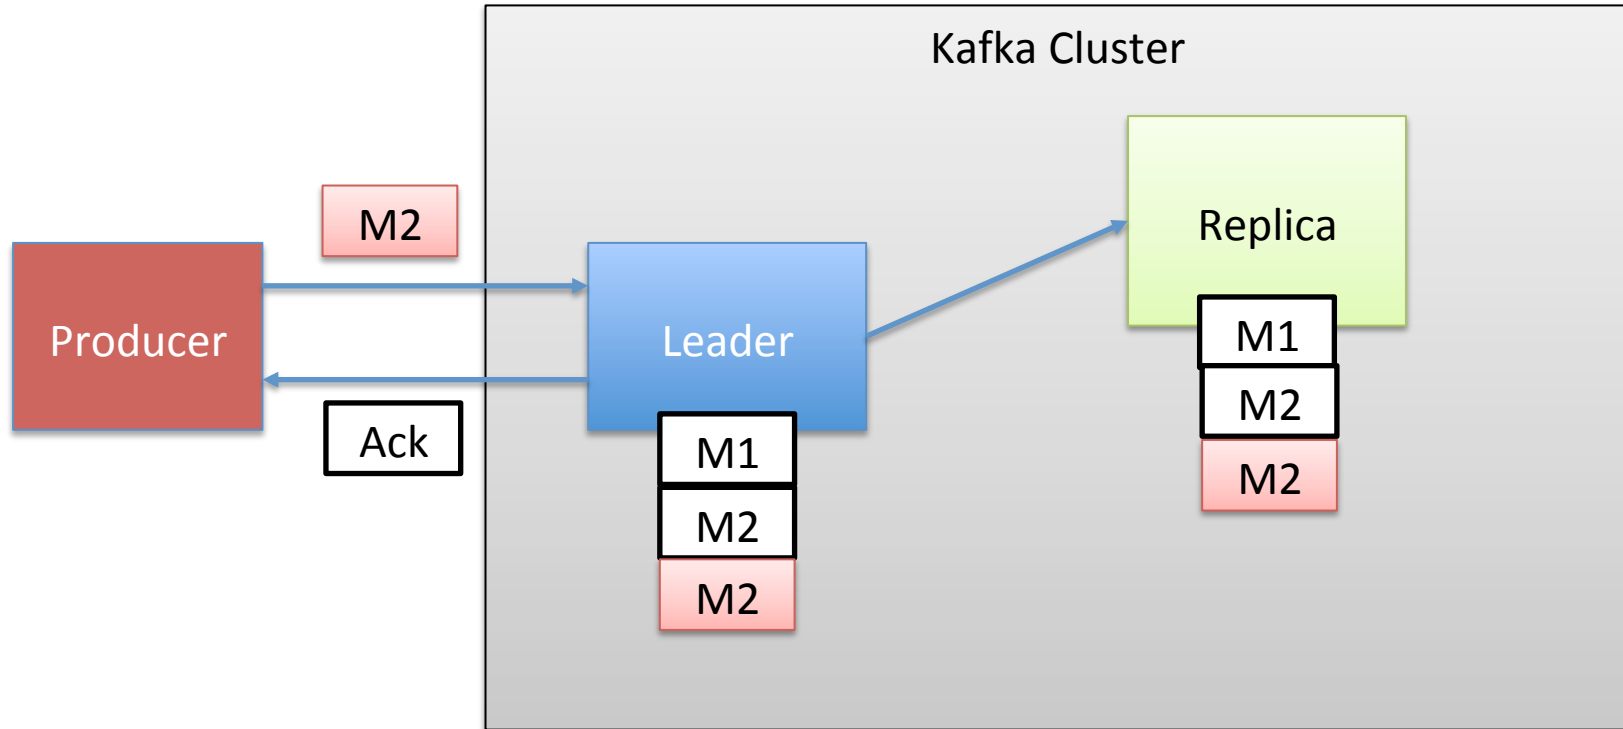 Kafka Cluster
M2
Producer
Ack
Leader
M1
M2
M2
Replica
M1
M2
M2